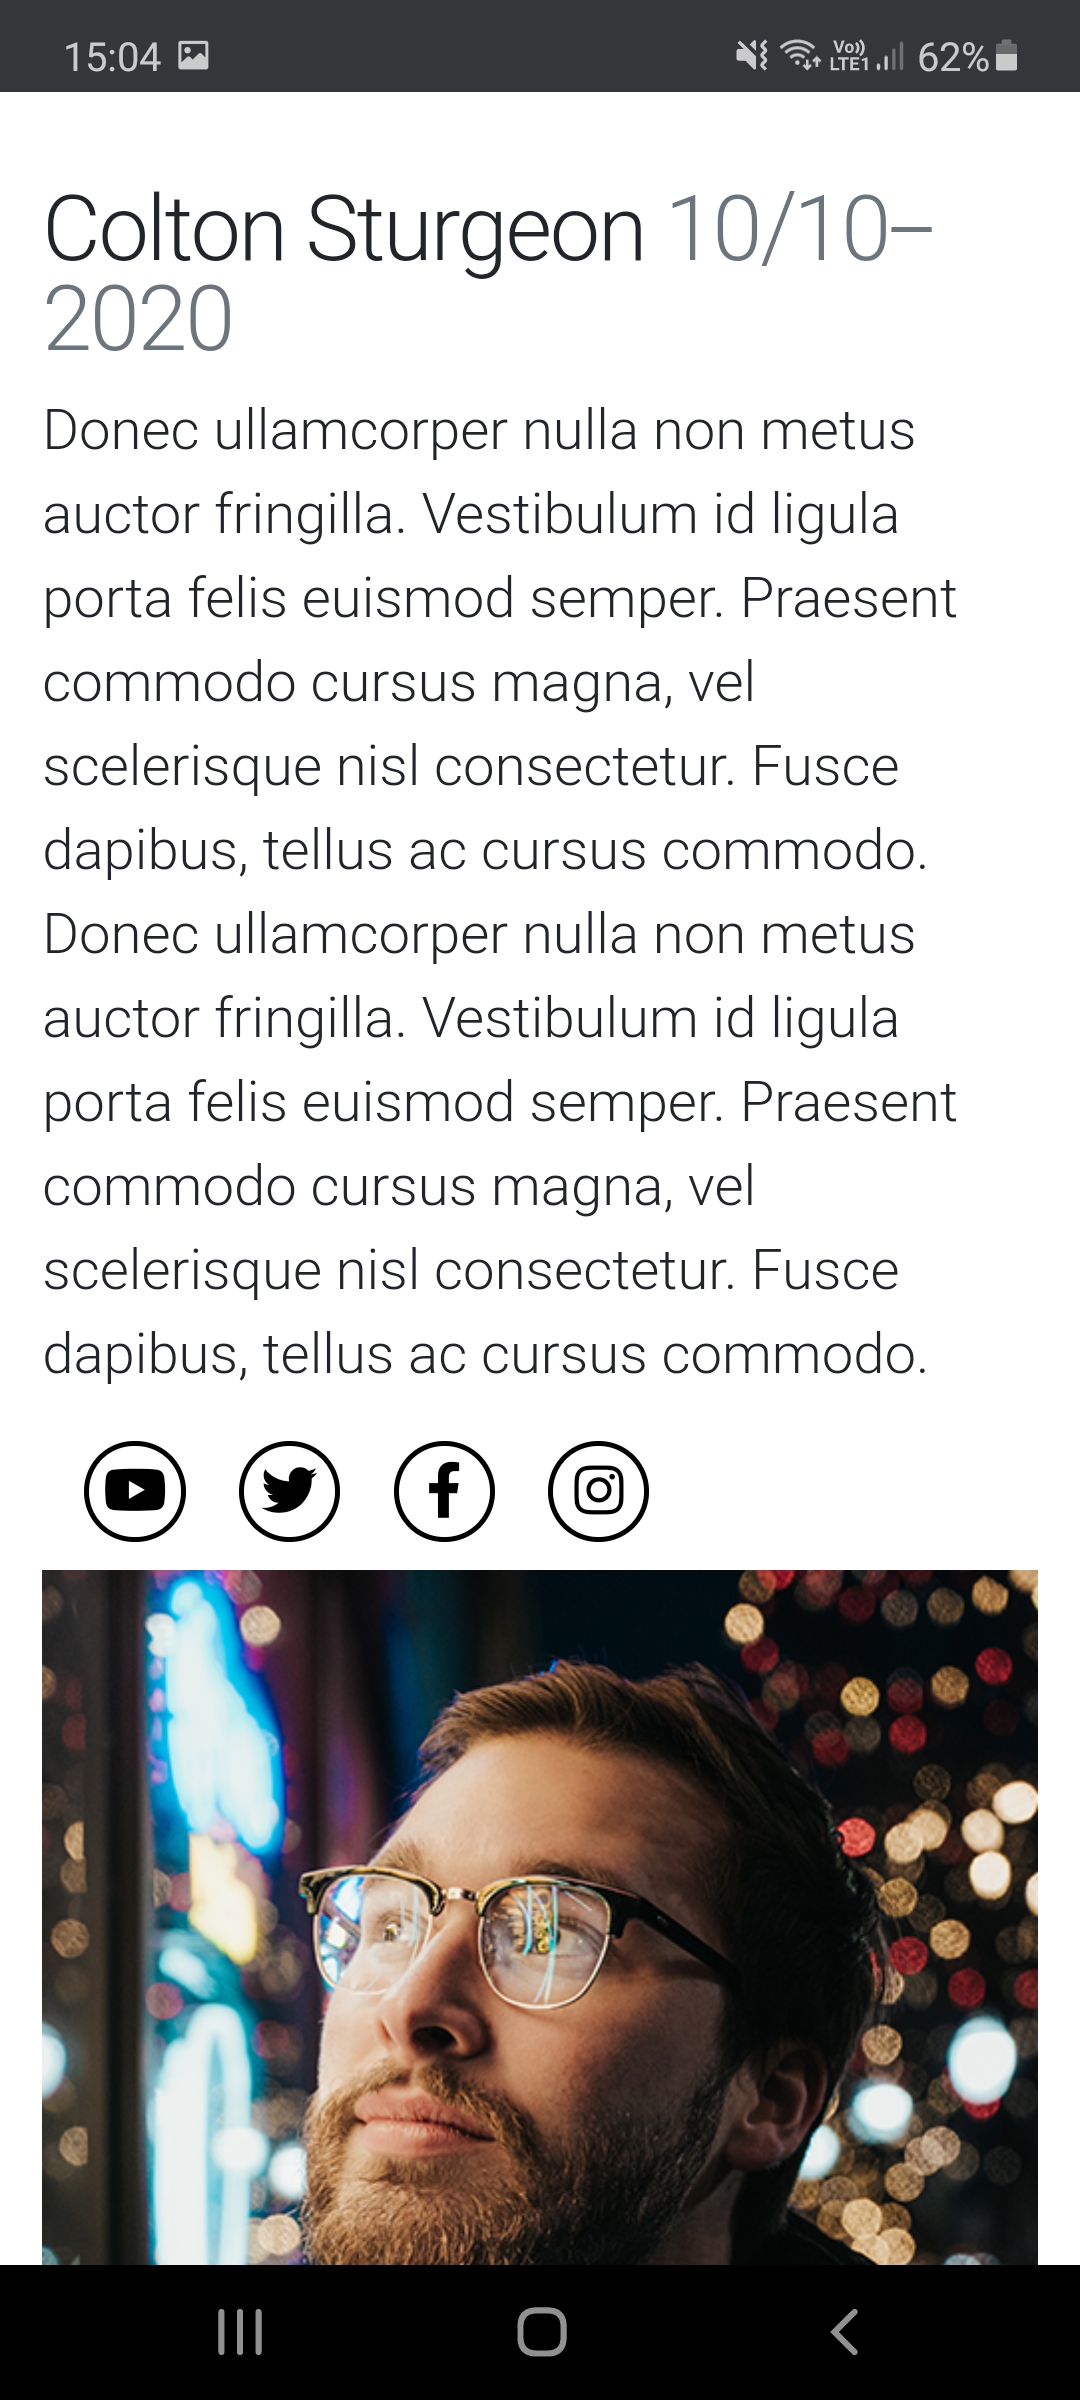 15:04 Vo)) LTE1 62%
Colton Sturgeon 10/10–
2020
Donec ullamcorper nulla non metus
auctor fringilla. Vestibulum id ligula
porta felis euismod semper. Praesent
commodo cursus magna, vel
scelerisque nisl consectetur. Fusce
dapibus, tellus ac cursus commodo.
Donec ullamcorper nulla non metus
auctor fringilla. Vestibulum id ligula
porta felis euismod semper. Praesent
commodo cursus magna, vel
scelerisque nisl consectetur. Fusce
dapibus, tellus ac cursus commodo.